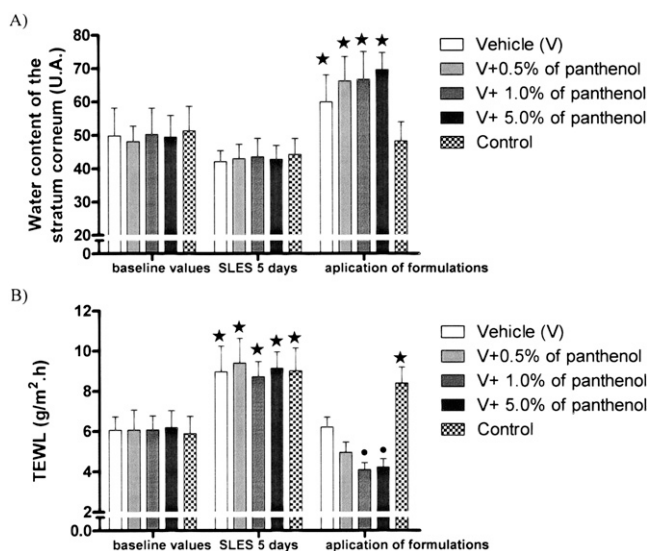 A)
Water content of the
stratum corneum (U.A.)
80
70
60
50
40
30
20
20
0
baseline values SLES 5 days aplication of formulations
Vehicle (V)
V+0.5% of panthenol
V+ 1.0% of panthenol
V+ 5.0% of panthenol
Control
B)
TEWL (g/m².h)
12
10
8
6
4
2
0.0
baseline values SLES 5 days aplication of formulations
Vehicle (V)
V+0.5% of panthenol
V+ 1.0% of panthenol
V+ 5.0% of panthenol
Control